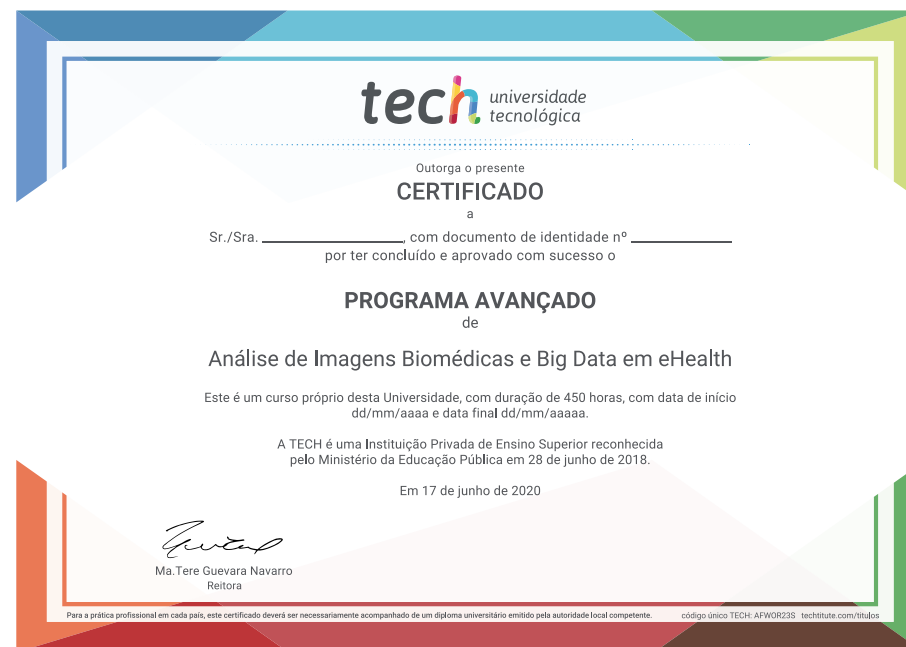 tech universidade
tecnológica
Outorga o presente
CERTIFICADO
a
Sr./Sra. ____________________, com documento de identidade nº ______________
por ter concluído e aprovado com sucesso o
PROGRAMA AVANÇADO
de
Análise de Imagens Biomédicas e Big Data em eHealth
Este é um curso próprio desta Universidade, com duração de 450 horas, com data de início
dd/mm/aaaa e data final dd/mm/aaaaa.
A TECH é uma Instituição Privada de Ensino Superior reconhecida
pelo Ministério da Educação Pública em 28 de junho de 2018.
Em 17 de junho de 2020
Ma.Tere Guevara Navarro
Reitora
Para a prática profissional em cada país, este certificado deverá ser necessariamente acompanhado de um diploma universitário emitido pela autoridade local competente. código único TECH: AFWOR23S techtitute.com/titulos